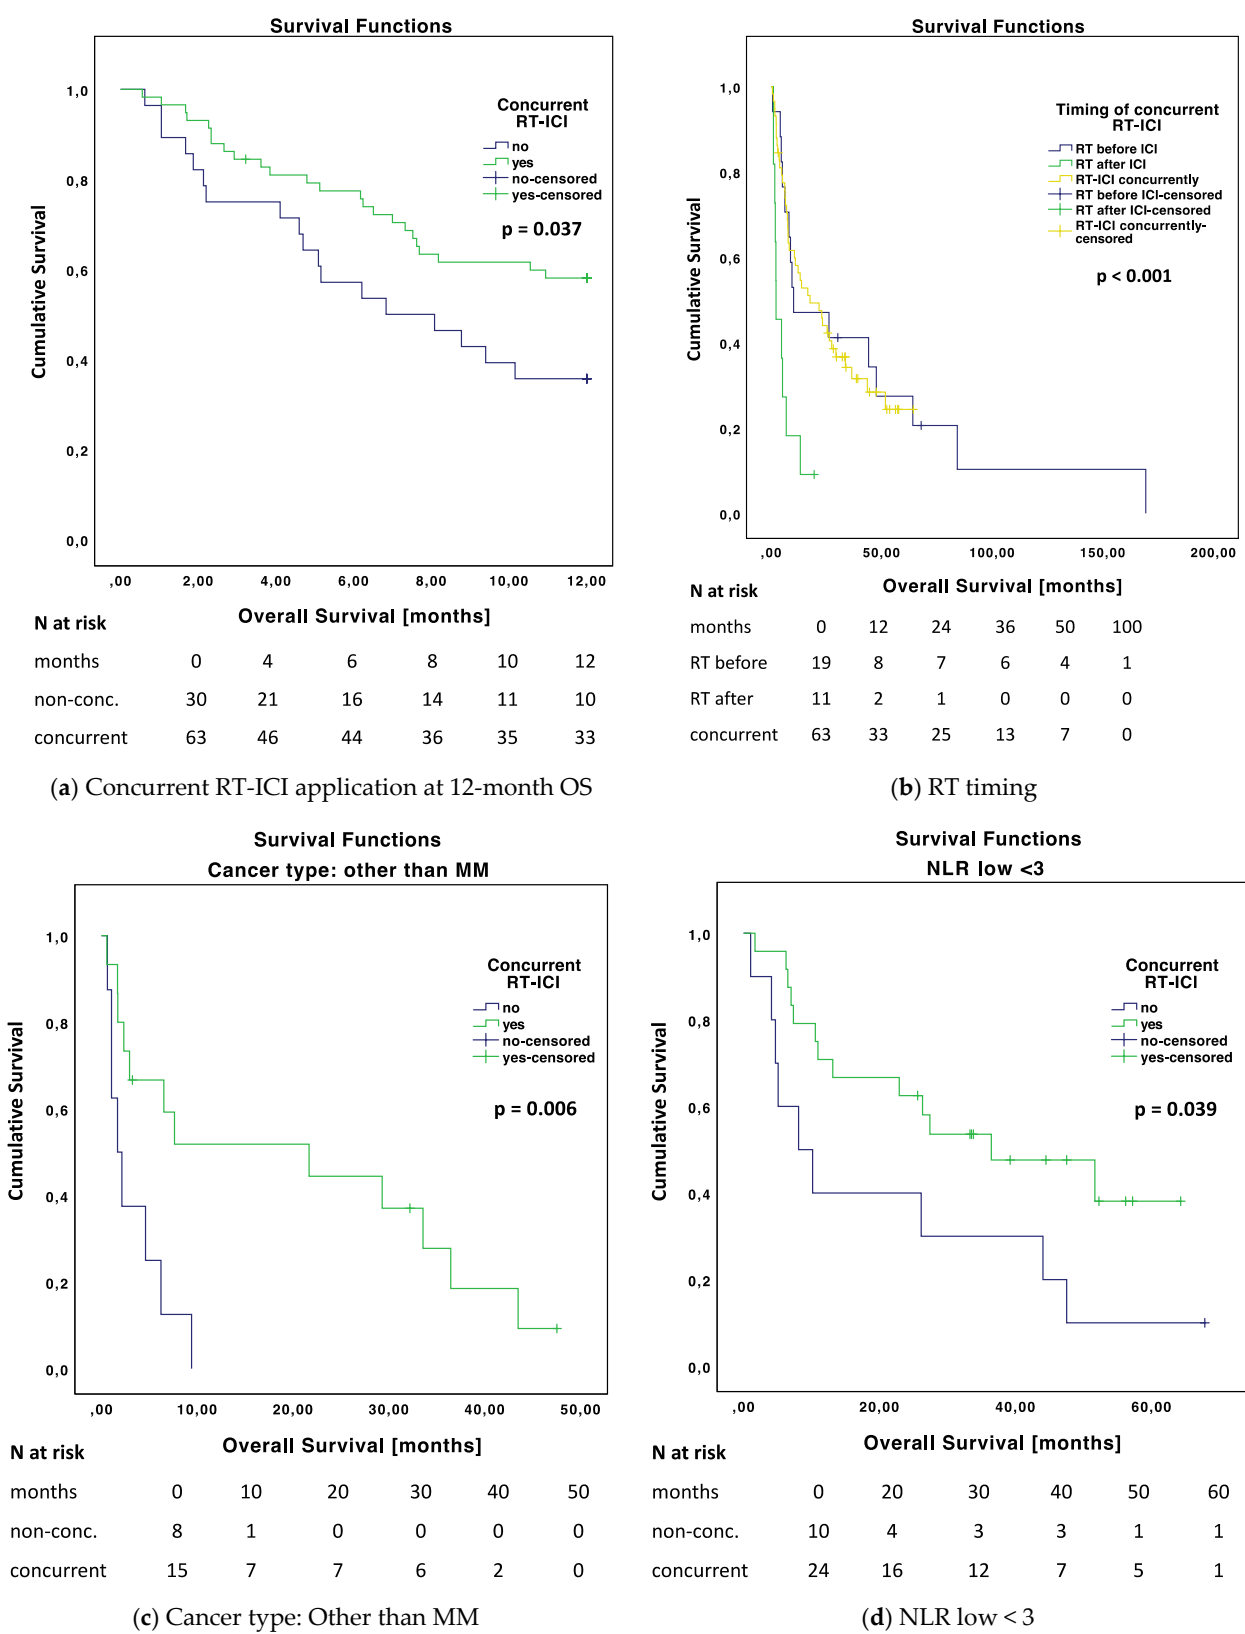 Survival Functions
1,0
0,8
0,6
0,4
0,2
0,0
Cumulative Survival
Concurrent
RT-ICI
no
yes
no-censored
yes-censored
p = 0.037
,00 2,00 4,00 6,00 8,00 10,00 12,00
Overall Survival [months]
N at risk
months 0 4 6 8 10 12
non-conc. 30 21 16 14 11 10
concurrent 63 46 44 36 35 33
(a) Concurrent RT-ICI application at 12-month OS
Survival Functions
1,0
0,8
0,6
0,4
0,2
0,0
Cumulative Survival
Timing of concurrent
RT-ICI
RT before ICI
RT after ICI
RT-ICI concurrently
RT before ICI-censored
RT after ICI-censored
RT-ICI concurrently-
censored
p < 0.001
,00 50,00 100,00 150,00 200,00
Overall Survival [months]
N at risk
months 0 12 24 36 50 100
RT before 19 8 7 6 4 1
RT after 11 2 1 0 0 0
concurrent 63 33 25 13 7 0
(b) RT timing
Survival Functions
Cancer type: other than MM
1,0
0,8
0,6
0,4
0,2
0,0
Cumulative Survival
Concurrent
RT-ICI
no
yes
no-censored
yes-censored
p = 0.006
,00 10,00 20,00 30,00 40,00 50,00
Overall Survival [months]
N at risk
months 0 10 20 30 40 50
non-conc. 8 1 0 0 0 0
concurrent 15 7 7 6 2 0
(c) Cancer type: Other than MM
Survival Functions
NLR low <3
1,0
0,8
0,6
0,4
0,2
0,0
Cumulative Survival
Concurrent
RT-ICI
no
yes
no-censored
yes-censored
p = 0.039
,00 20,00 40,00 60,00
Overall Survival [months]
N at risk
months 0 20 30 40 50 60
non-conc. 10 4 3 3 1 1
concurrent 24 16 12 7 5 1
(d) NLR low < 3